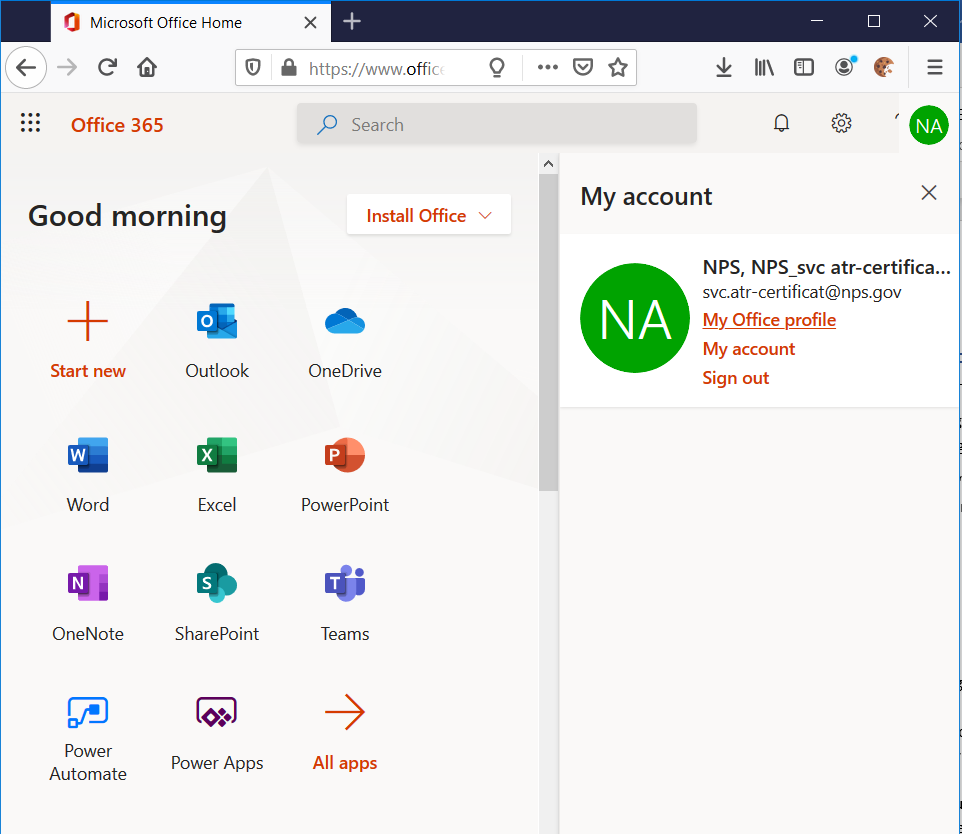 Microsoft Office Home
https://www.offic
Office 365
Search
NA
Good morning
Install Office
My account
NA
NPS, NPS_svc atr-certifica...
svc.atr-certificat@nps.gov
My Office profile
My account
Sign out
Start new
Outlook
OneDrive
Word
Excel
PowerPoint
OneNote
SharePoint
Teams
Power
Automate
Power Apps
All apps